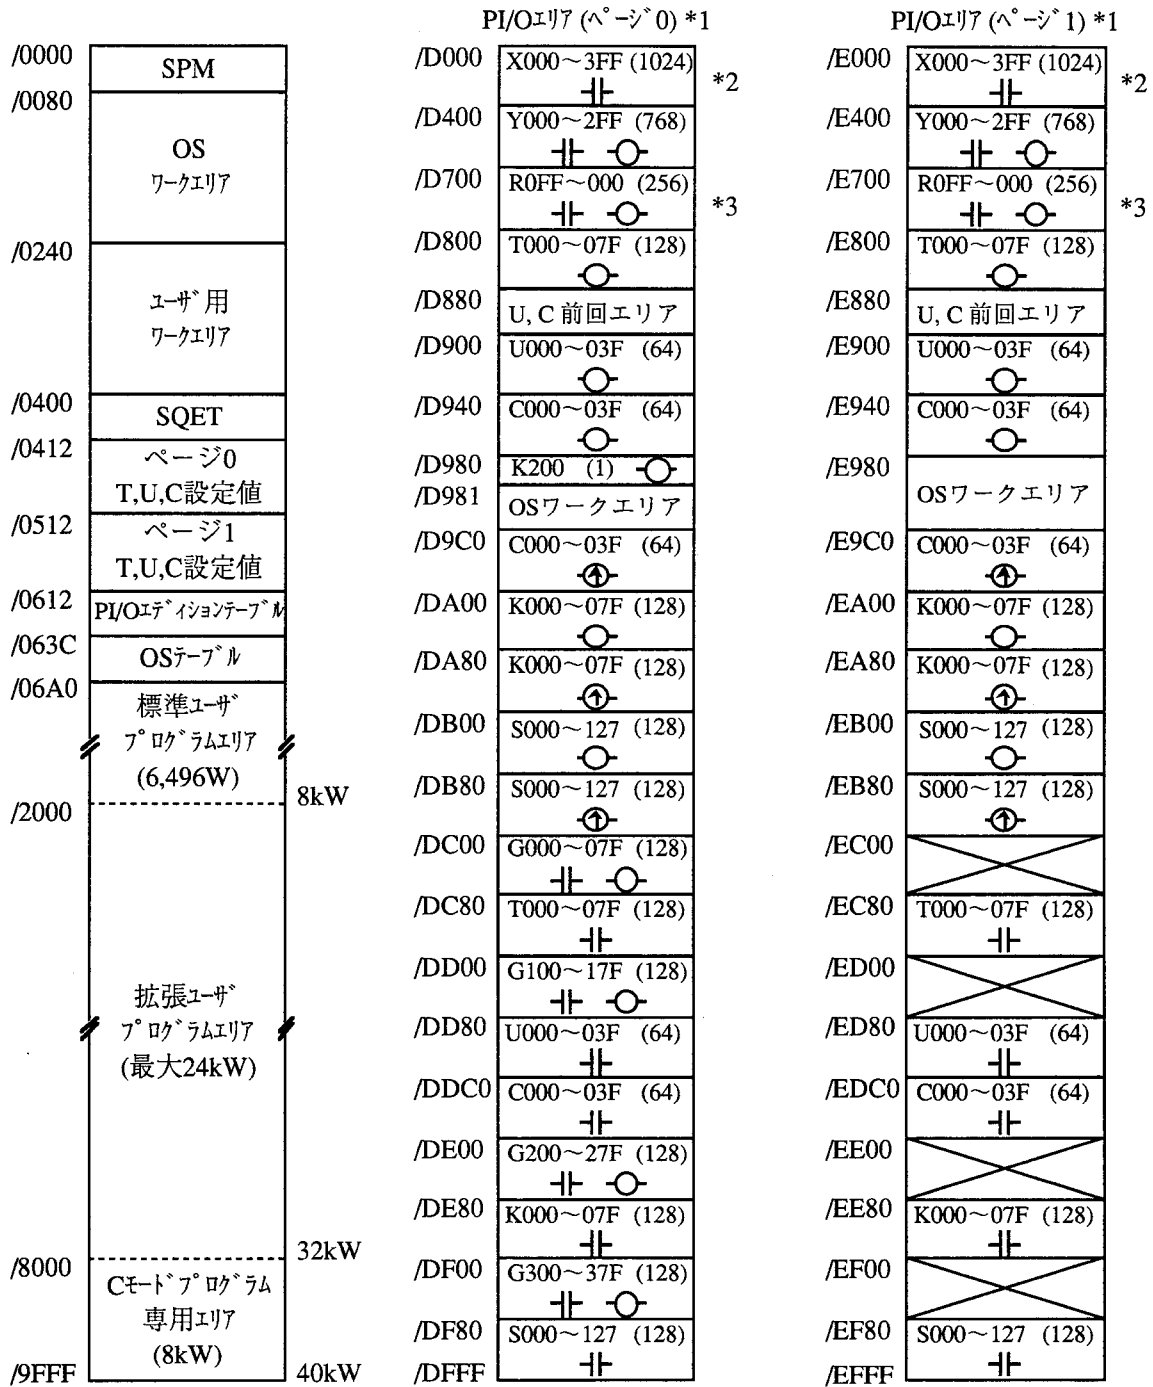 /0000
SPM
/0080
OS
ワークエリア
/0240
ユーザ用
ワークエリア
/0400
SQET
/0412
ページ0
T,U,C設定値
/0512
ページ1
T,U,C設定値
/0612
PI/Oエディションテーブル
/063C
OSテーブル
/06A0
標準ユーザ
プログラムエリア
(6,496W)
8kW
/2000
拡張ユーザ
プログラムエリア
(最大24kW)
32kW
/8000
Cモードプログラム
専用エリア
(8kW)
/9FFF
40kW
PI/Oエリア (ページ0) *1
/D000
X000～3FF (1024)
*2
/D400
Y000～2FF (768)
/D700
R0FF～000 (256)
*3
/D800
T000～07F (128)
/D880
U, C 前回エリア
/D900
U000～03F (64)
/D940
C000～03F (64)
/D980
K200 (1)
/D981
OSワークエリア
/D9C0
C000～03F (64)
/DA00
K000～07F (128)
/DA80
K000～07F (128)
/DB00
S000～127 (128)
/DB80
S000～127 (128)
/DC00
G000～07F (128)
/DC80
T000～07F (128)
/DD00
G100～17F (128)
/DD80
U000～03F (64)
/DDC0
C000～03F (64)
/DE00
G200～27F (128)
/DE80
K000～07F (128)
/DF00
G300～37F (128)
/DF80
S000～127 (128)
/DFFF
PI/Oエリア (ページ1) *1
/E000
X000～3FF (1024)
*2
/E400
Y000～2FF (768)
/E700
R0FF～000 (256)
*3
/E800
T000～07F (128)
/E880
U, C 前回エリア
/E900
U000～03F (64)
/E940
C000～03F (64)
/E980
OSワークエリア
/E9C0
C000～03F (64)
/EA00
K000～07F (128)
/EA80
K000～07F (128)
/EB00
S000～127 (128)
/EB80
S000～127 (128)
/EC00
/EC80
T000～07F (128)
/ED00
/ED80
U000～03F (64)
/EDC0
C000～03F (64)
/EE00
/EE80
K000～07F (128)
/EF00
/EF80
S000～127 (128)
/EFFF